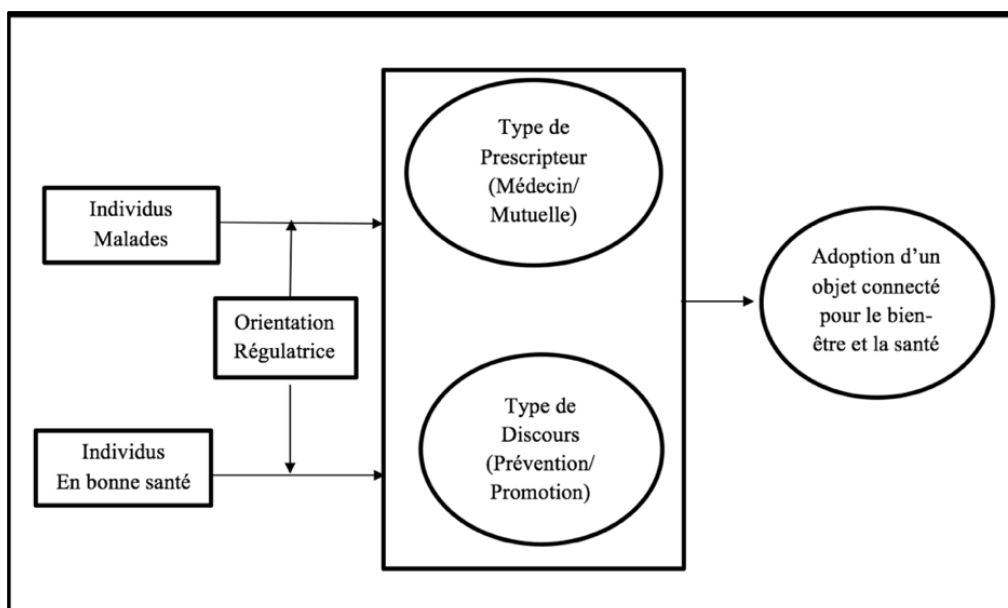 Individus
Malades
Orientation
Régulatrice
Individus
En bonne santé
Type de
Prescripteur
(Médecin/
Mutuelle)
Type de
Discours
(Prévention/
Promotion)
Adoption d’un
objet connecté
pour le bien-
être et la santé